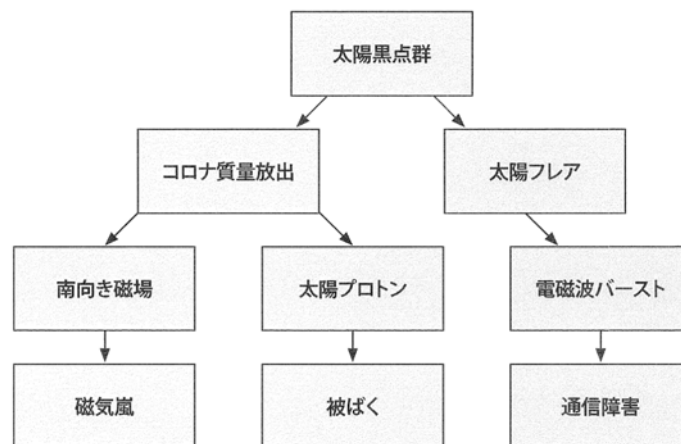 太陽黒点群
コロナ質量放出
太陽フレア
南向き磁場
太陽プロトン
電磁波バースト
磁気嵐
被ばく
通信障害